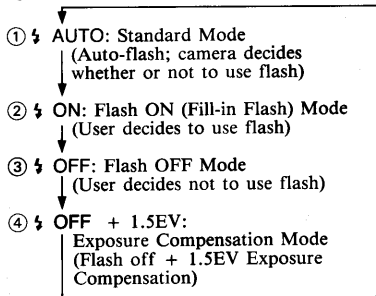 ① AUTO: Standard Mode
(Auto-flash; camera decides
whether or not to use flash)
② ON: Flash ON (Fill-in Flash) Mode
(User decides to use flash)
③ OFF: Flash OFF Mode
(User decides not to use flash)
④ OFF + 1.5EV:
Exposure Compensation Mode
(Flash off + 1.5EV Exposure
Compensation)